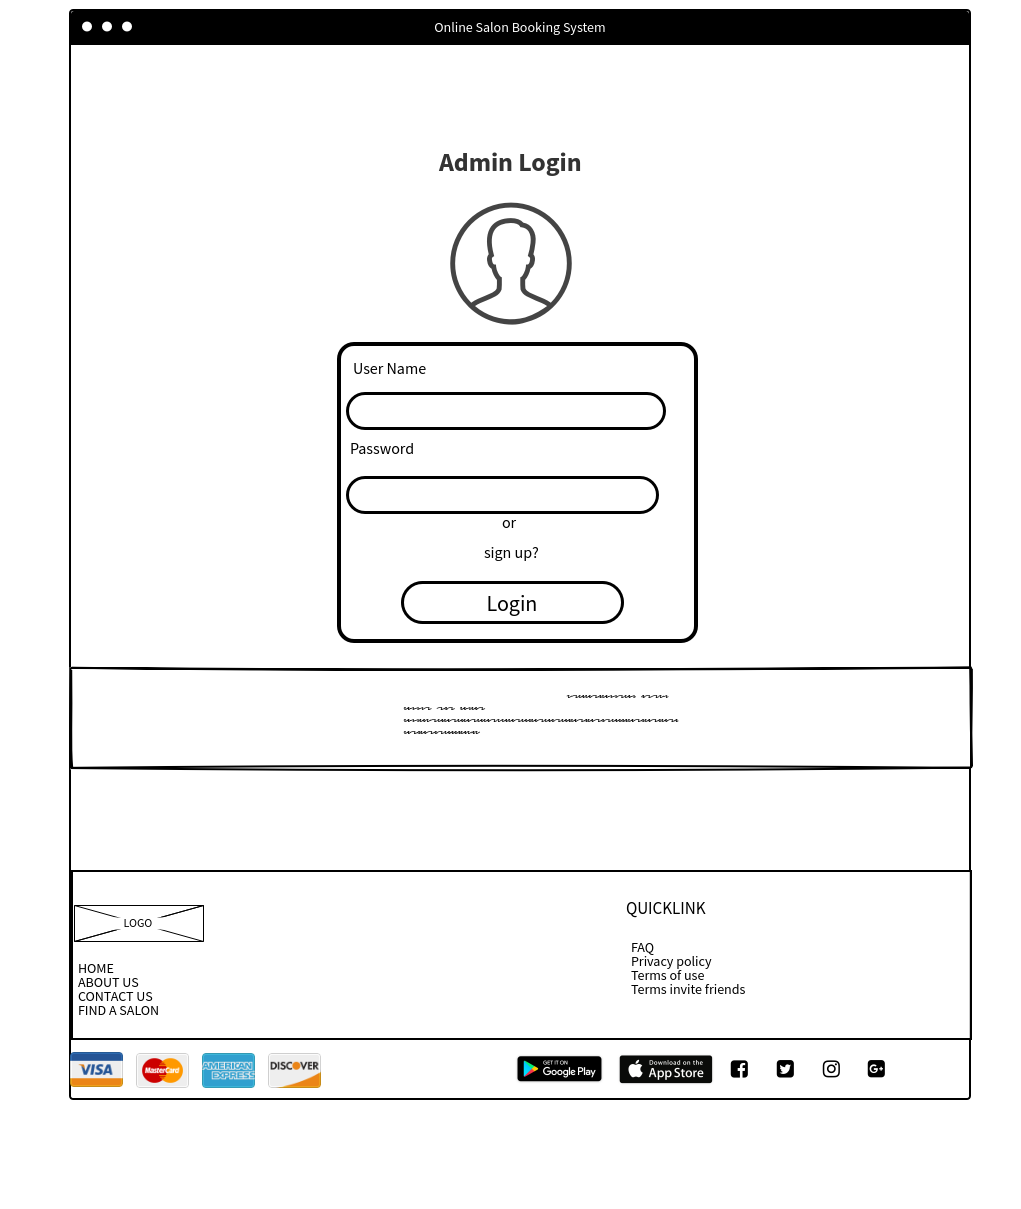 Online Salon Booking System
Admin Login
User Name
Password
or
sign up?
Login
LOGO
HOME
ABOUT US
CONTACT US
FIND A SALON
QUICKLINK
FAQ
Privacy policy
Terms of use
Terms invite friends
VISA
MasterCard
AMERICAN
EXPRESS
DISCOVER
GET IT ON
Google Play
Download on the
App Store
G+